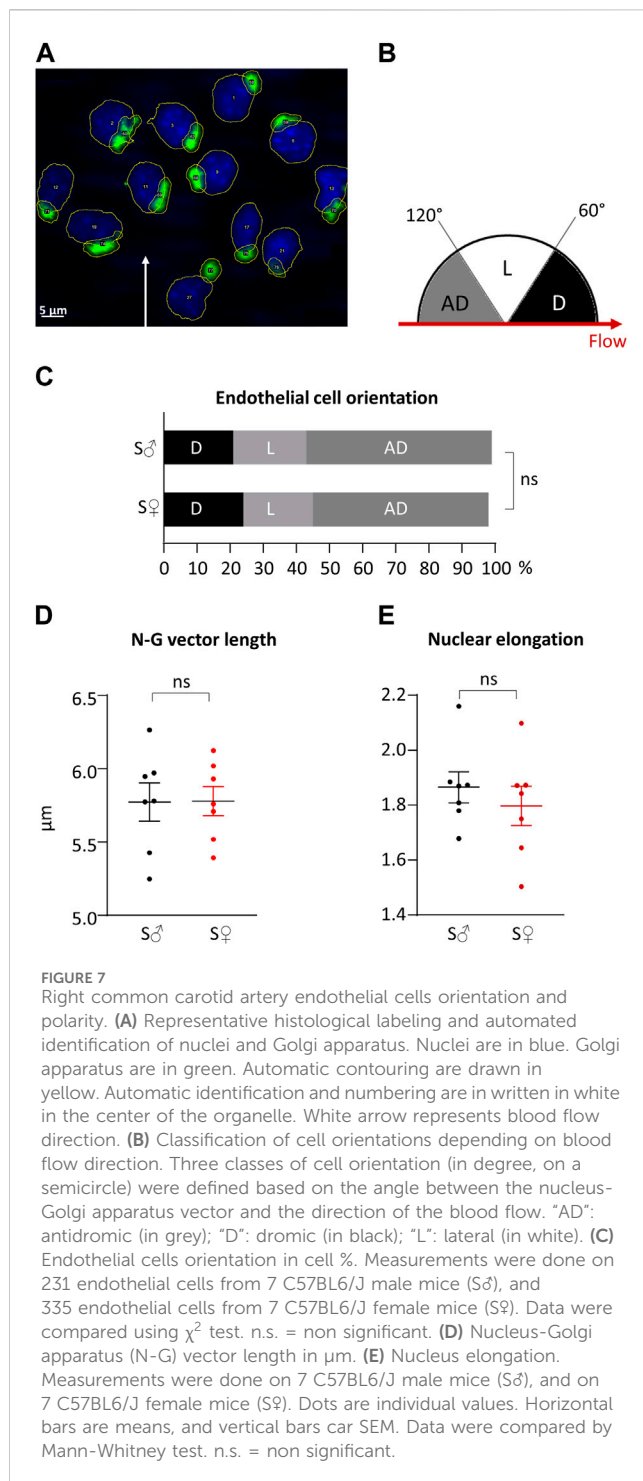 A
B
5 µm
120°
60°
L
AD
D
Flow
C
Endothelial cell orientation
S♂
D
L
AD
ns
S♀
D
L
AD
0 10 20 30 40 50 60 70 80 90 100 %
D
E
N-G vector length
Nuclear elongation
6.5
6.0
5.5
5.0
µm
ns
S♂ S♀
2.2
2.0
1.8
1.6
1.4
ns
S♂ S♀
FIGURE 7
Right common carotid artery endothelial cells orientation and
polarity. (A) Representative histological labeling and automated
identification of nuclei and Golgi apparatus. Nuclei are in blue. Golgi
apparatus are in green. Automatic contouring are drawn in
yellow. Automatic identification and numbering are in written in white
in the center of the organelle. White arrow represents blood flow
direction. (B) Classification of cell orientations depending on blood
flow direction. Three classes of cell orientation (in degree, on a
semicircle) were defined based on the angle between the nucleus-
Golgi apparatus vector and the direction of the blood flow. "AD":
antidromic (in grey); "D": dromic (in black); "L": lateral (in white). (C)
Endothelial cells orientation in cell %. Measurements were done on
231 endothelial cells from 7 C57BL6/J male mice (S♂), and
335 endothelial cells from 7 C57BL6/J female mice (S♀). Data were
compared using χ² test. n.s. = non significant. (D) Nucleus-Golgi
apparatus (N-G) vector length in µm. (E) Nucleus elongation.
Measurements were done on 7 C57BL6/J male mice (S♂), and on
7 C57BL6/J female mice (S♀). Dots are individual values. Horizontal
bars are means, and vertical bars car SEM. Data were compared by
Mann-Whitney test. n.s. = non significant.